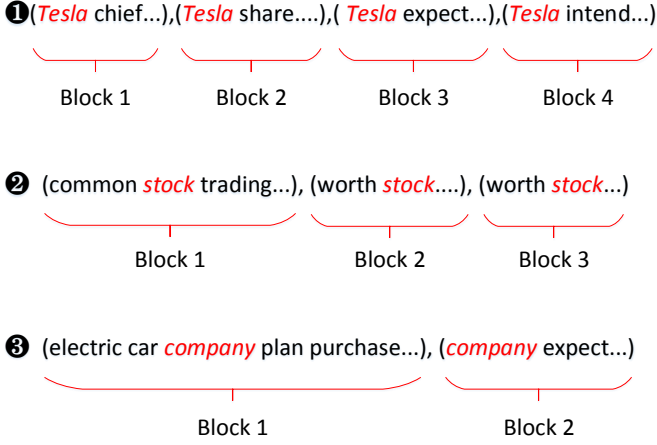 ❶(Tesla chief...),(Tesla share....),( Tesla expect...),(Tesla intend...)
Block 1 Block 2 Block 3 Block 4
❷ (common stock trading...), (worth stock....), (worth stock...)
Block 1 Block 2 Block 3
❸ (electric car company plan purchase...), (company expect...)
Block 1 Block 2